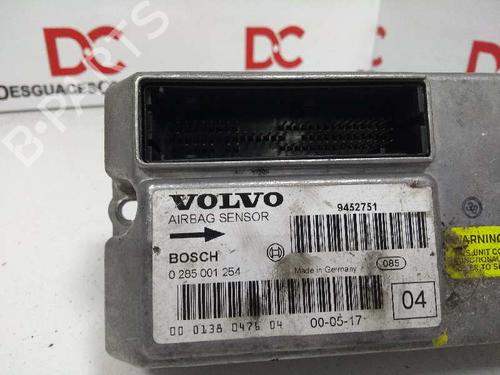 DC
DC
DC
DESGUACES
B-PARTS
VOLVO
AIRBAG SENSOR
9452751
BOSCH
0 285 001 254
Made in Germany
085
04
00 0138 0476 04
00-05-17
WARNING